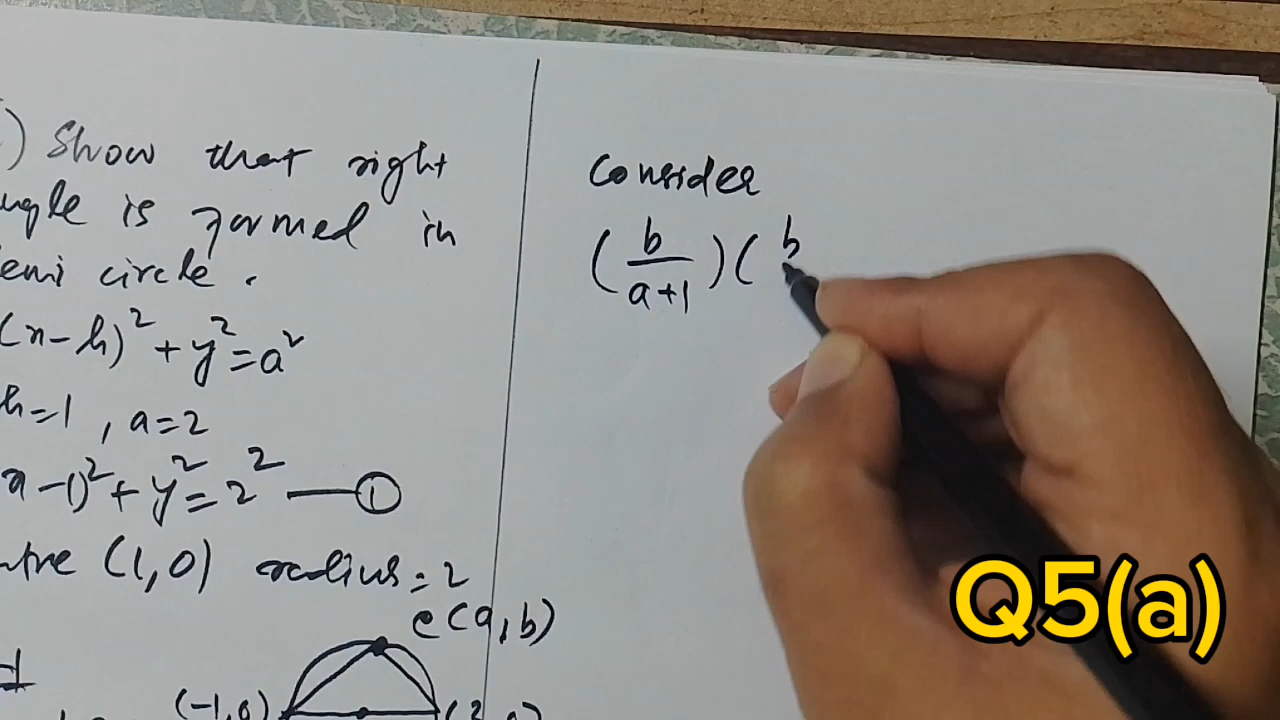 ) Show that right
ngle is formed in
emi circle.
(x-h)² + y² = a²
h=1, a=2
x-1)² + y² = 2² — ①
ntre (1,0) radius = 2
c(a,b)
(-1,0)
Consider
(b/a+1)(b
Q5(a)